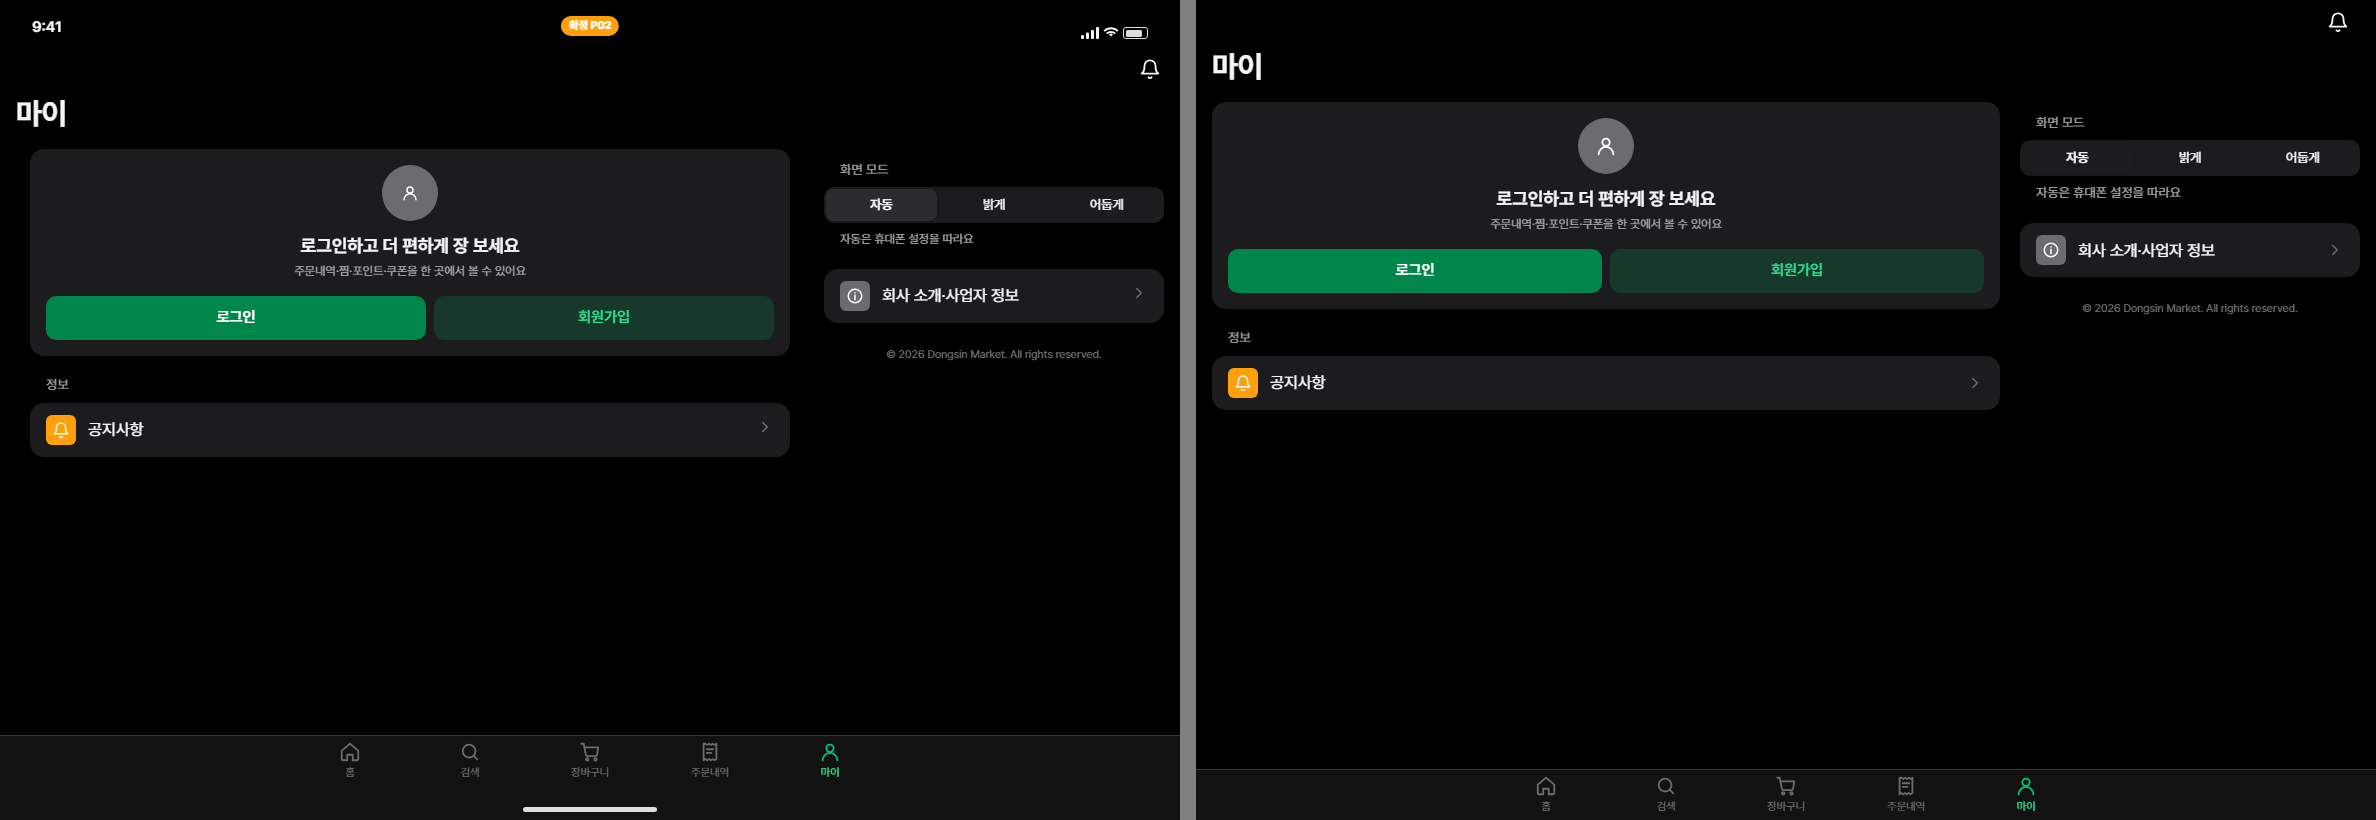 9:41
확정 P02
마이
로그인하고 더 편하게 장 보세요
주문내역·찜·포인트·쿠폰을 한 곳에서 볼 수 있어요
로그인
회원가입
정보
공지사항
화면 모드
자동
밝게
어둡게
자동은 휴대폰 설정을 따라요
회사 소개·사업자 정보
© 2026 Dongsin Market. All rights reserved.
홈
검색
장바구니
주문내역
마이
마이
로그인하고 더 편하게 장 보세요
주문내역·찜·포인트·쿠폰을 한 곳에서 볼 수 있어요
로그인
회원가입
정보
공지사항
화면 모드
자동
밝게
어둡게
자동은 휴대폰 설정을 따라요
회사 소개·사업자 정보
© 2026 Dongsin Market. All rights reserved.
홈
검색
장바구니
주문내역
마이